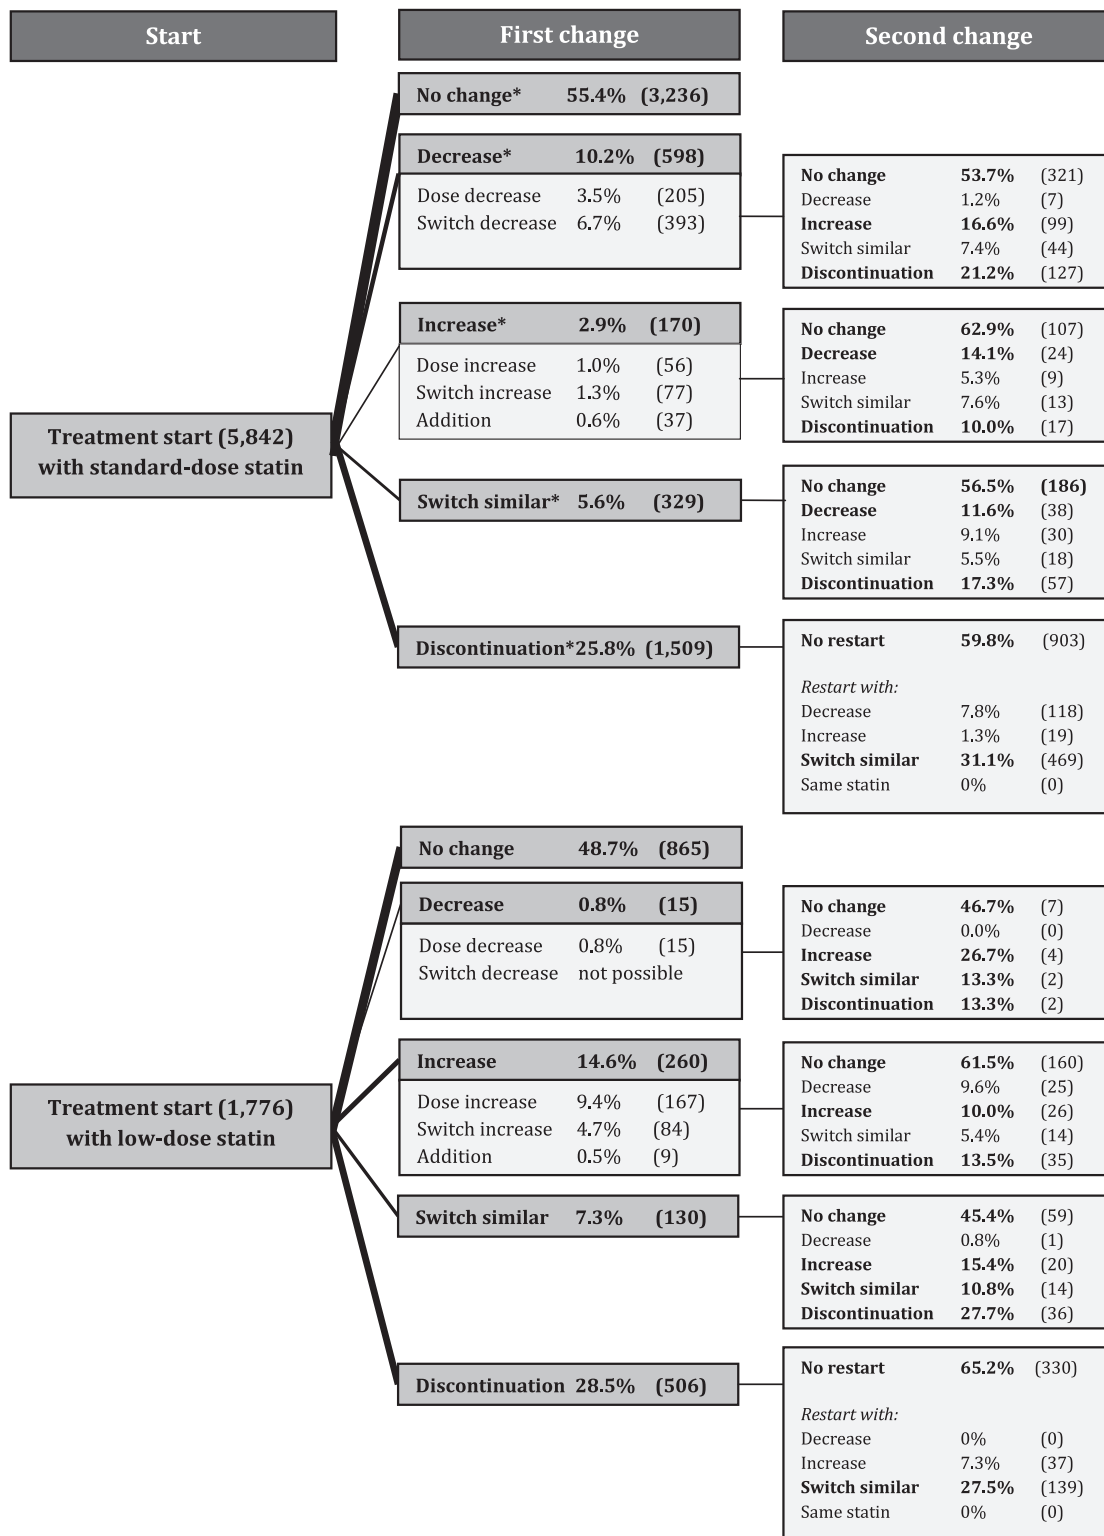 Start
First change
Second change
Treatment start (5,842)
with standard-dose statin
No change* 55.4% (3,236)
Decrease* 10.2% (598)
Dose decrease 3.5% (205)
Switch decrease 6.7% (393)
No change 53.7% (321)
Decrease 1.2% (7)
Increase 16.6% (99)
Switch similar 7.4% (44)
Discontinuation 21.2% (127)
Increase* 2.9% (170)
Dose increase 1.0% (56)
Switch increase 1.3% (77)
Addition 0.6% (37)
No change 62.9% (107)
Decrease 14.1% (24)
Increase 5.3% (9)
Switch similar 7.6% (13)
Discontinuation 10.0% (17)
Switch similar* 5.6% (329)
No change 56.5% (186)
Decrease 11.6% (38)
Increase 9.1% (30)
Switch similar 5.5% (18)
Discontinuation 17.3% (57)
Discontinuation* 25.8% (1,509)
No restart 59.8% (903)
Restart with:
Decrease 7.8% (118)
Increase 1.3% (19)
Switch similar 31.1% (469)
Same statin 0% (0)
Treatment start (1,776)
with low-dose statin
No change 48.7% (865)
Decrease 0.8% (15)
Dose decrease 0.8% (15)
Switch decrease not possible
No change 46.7% (7)
Decrease 0.0% (0)
Increase 26.7% (4)
Switch similar 13.3% (2)
Discontinuation 13.3% (2)
Increase 14.6% (260)
Dose increase 9.4% (167)
Switch increase 4.7% (84)
Addition 0.5% (9)
No change 61.5% (160)
Decrease 9.6% (25)
Increase 10.0% (26)
Switch similar 5.4% (14)
Discontinuation 13.5% (35)
Switch similar 7.3% (130)
No change 45.4% (59)
Decrease 0.8% (1)
Increase 15.4% (20)
Switch similar 10.8% (14)
Discontinuation 27.7% (36)
Discontinuation 28.5% (506)
No restart 65.2% (330)
Restart with:
Decrease 0% (0)
Increase 7.3% (37)
Switch similar 27.5% (139)
Same statin 0% (0)